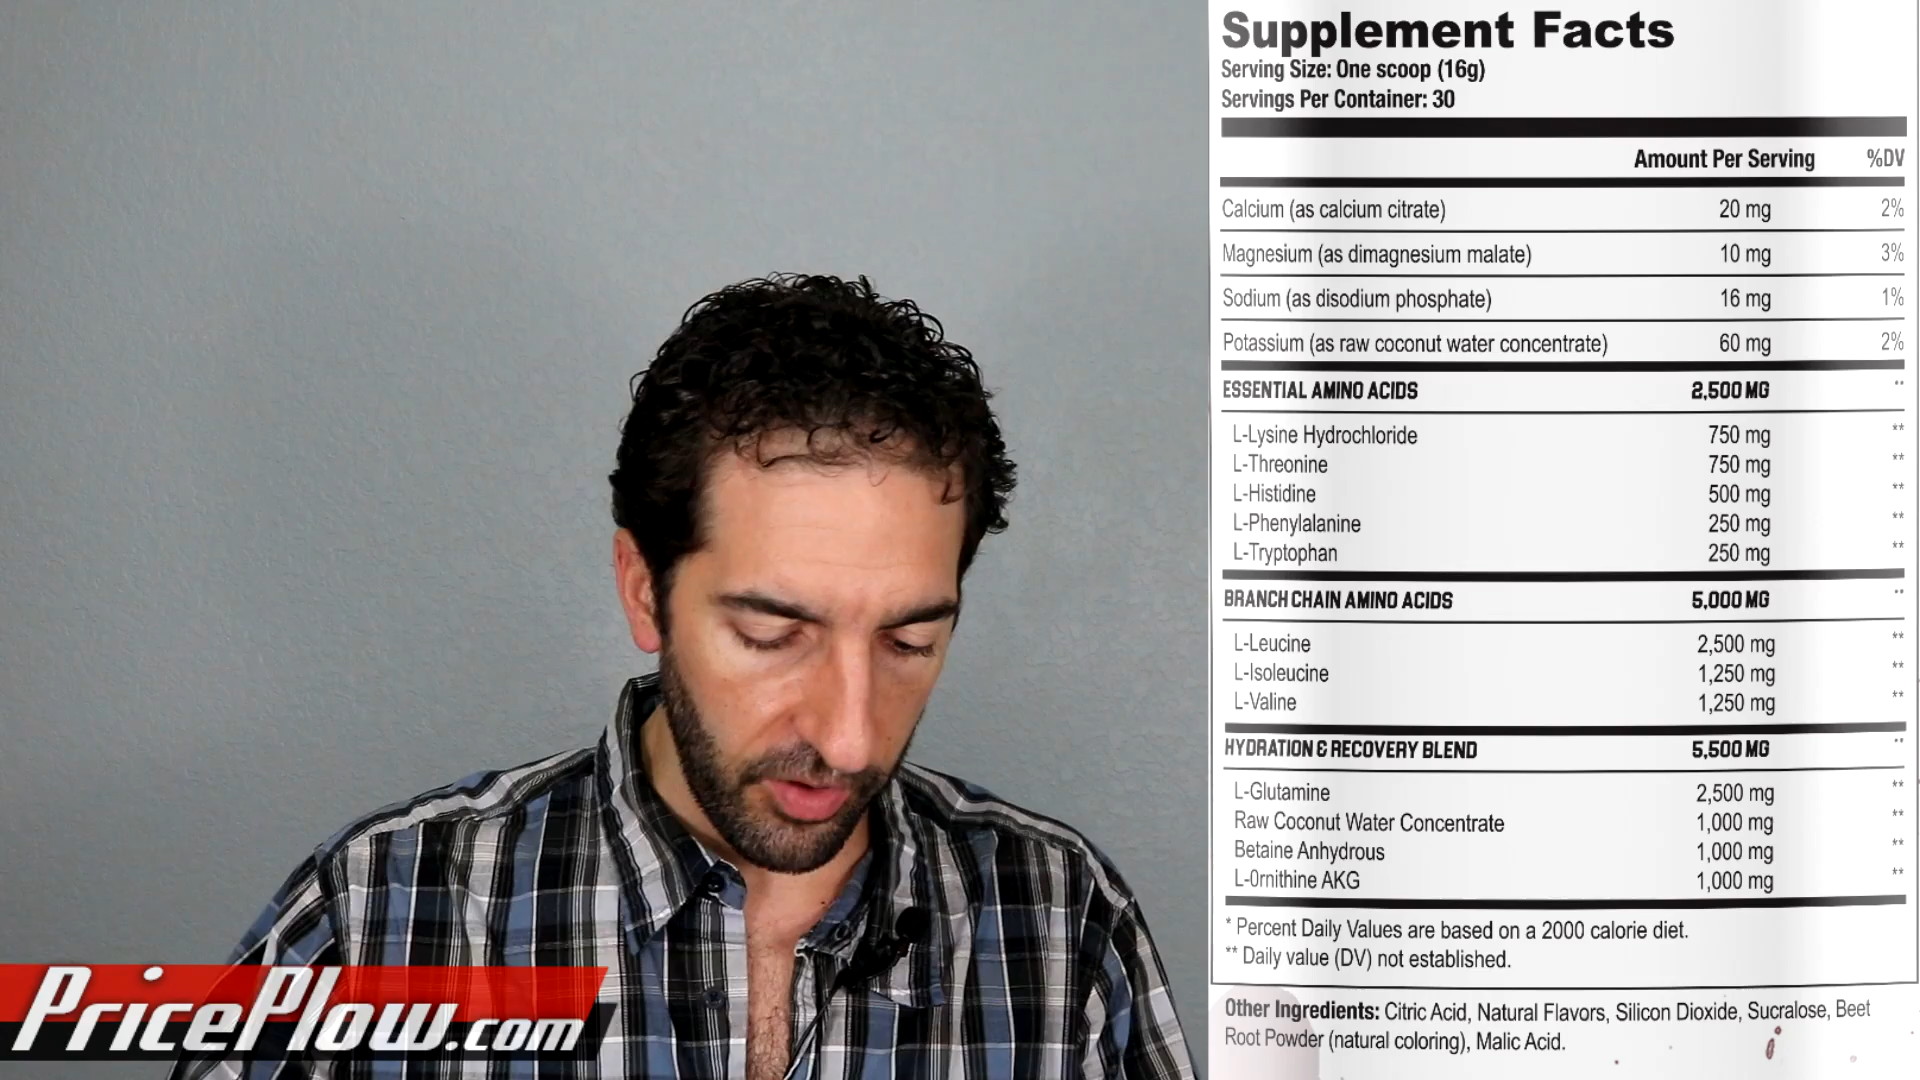 Supplement Facts
Serving Size: One scoop (16g)
Servings Per Container: 30
Amount Per Serving %DV
Calcium (as calcium citrate) 20 mg 2%
Magnesium (as dimagnesium malate) 10 mg 3%
Sodium (as disodium phosphate) 16 mg 1%
Potassium (as raw coconut water concentrate) 60 mg 2%
ESSENTIAL AMINO ACIDS 2,500 MG **
L-Lysine Hydrochloride 750 mg **
L-Threonine 750 mg **
L-Histidine 500 mg **
L-Phenylalanine 250 mg **
L-Tryptophan 250 mg **
BRANCH CHAIN AMINO ACIDS 5,000 MG **
L-Leucine 2,500 mg **
L-Isoleucine 1,250 mg **
L-Valine 1,250 mg **
HYDRATION & RECOVERY BLEND 5,500 MG **
L-Glutamine 2,500 mg **
Raw Coconut Water Concentrate 1,000 mg **
Betaine Anhydrous 1,000 mg **
L-Ornithine AKG 1,000 mg **
* Percent Daily Values are based on a 2000 calorie diet.
** Daily value (DV) not established.
Other Ingredients: Citric Acid, Natural Flavors, Silicon Dioxide, Sucralose, Beet
Root Powder (natural coloring), Malic Acid.
PricePlow.com